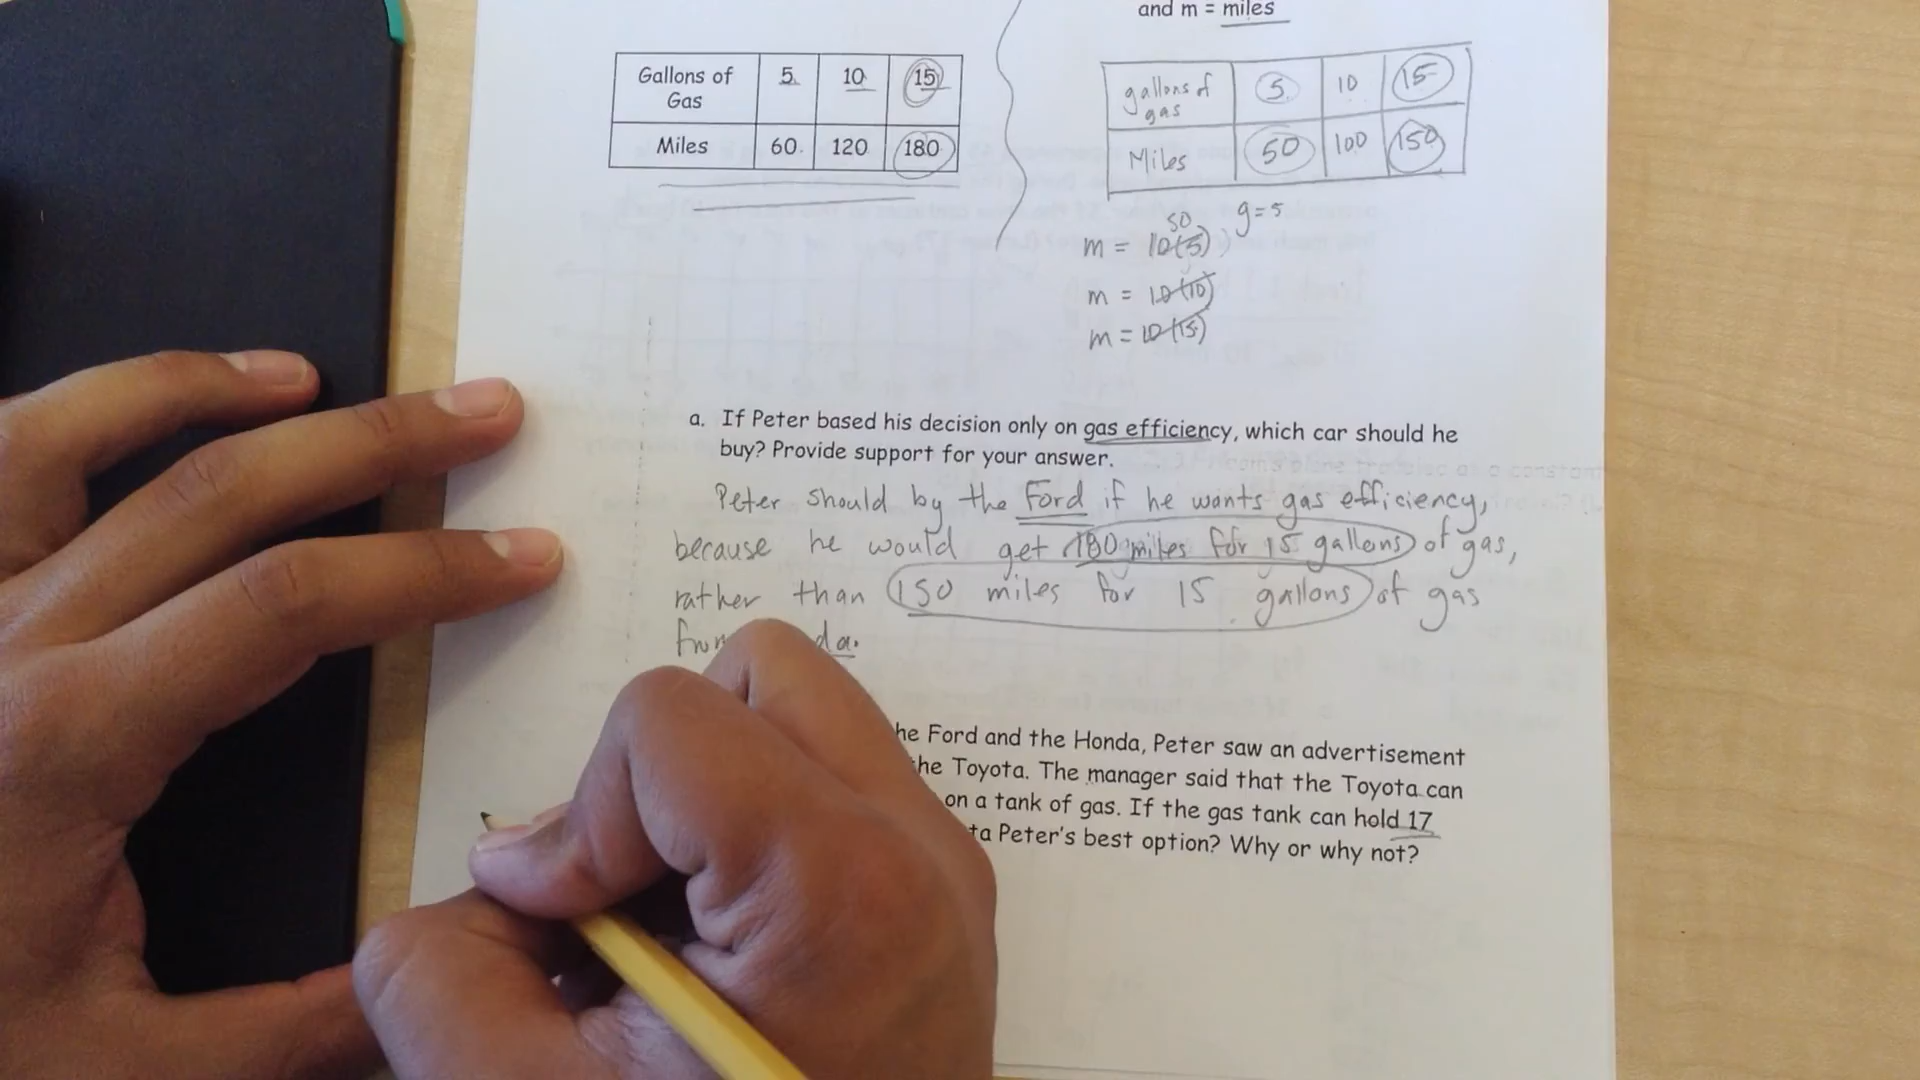 and m = miles
Gallons of Gas 5 10 15
Miles 60 120 180
gallons of gas 5 10 15
Miles 50 100 150
50 g=5
m = 10(5)
m = 10(10)
m = 10(15)
a. If Peter based his decision only on gas efficiency, which car should he
buy? Provide support for your answer.
Peter should by the Ford if he wants gas efficiency,
because he would get 180 miles for 15 gallons of gas,
rather than 150 miles for 15 gallons of gas
he Ford and the Honda, Peter saw an advertisement
the Toyota. The manager said that the Toyota can
on a tank of gas. If the gas tank can hold 17
ta Peter's best option? Why or why not?